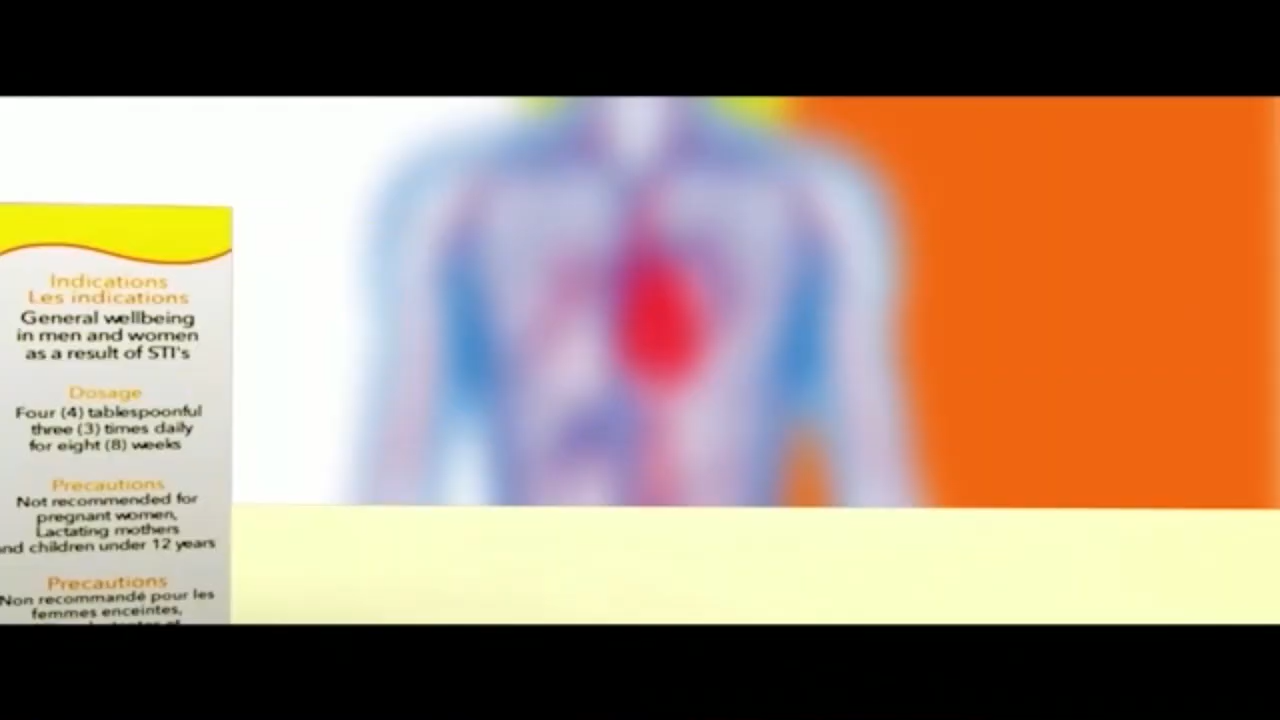 Indications
Les indications
General wellbeing
in men and women
as a result of STI's
Dosage
Four (4) tablespoonful
three (3) times daily
for eight (8) weeks
Precautions
Not recommended for
pregnant women,
Lactating mothers
nd children under 12 years
Precautions
Non recommandé pour les
femmes enceintes,